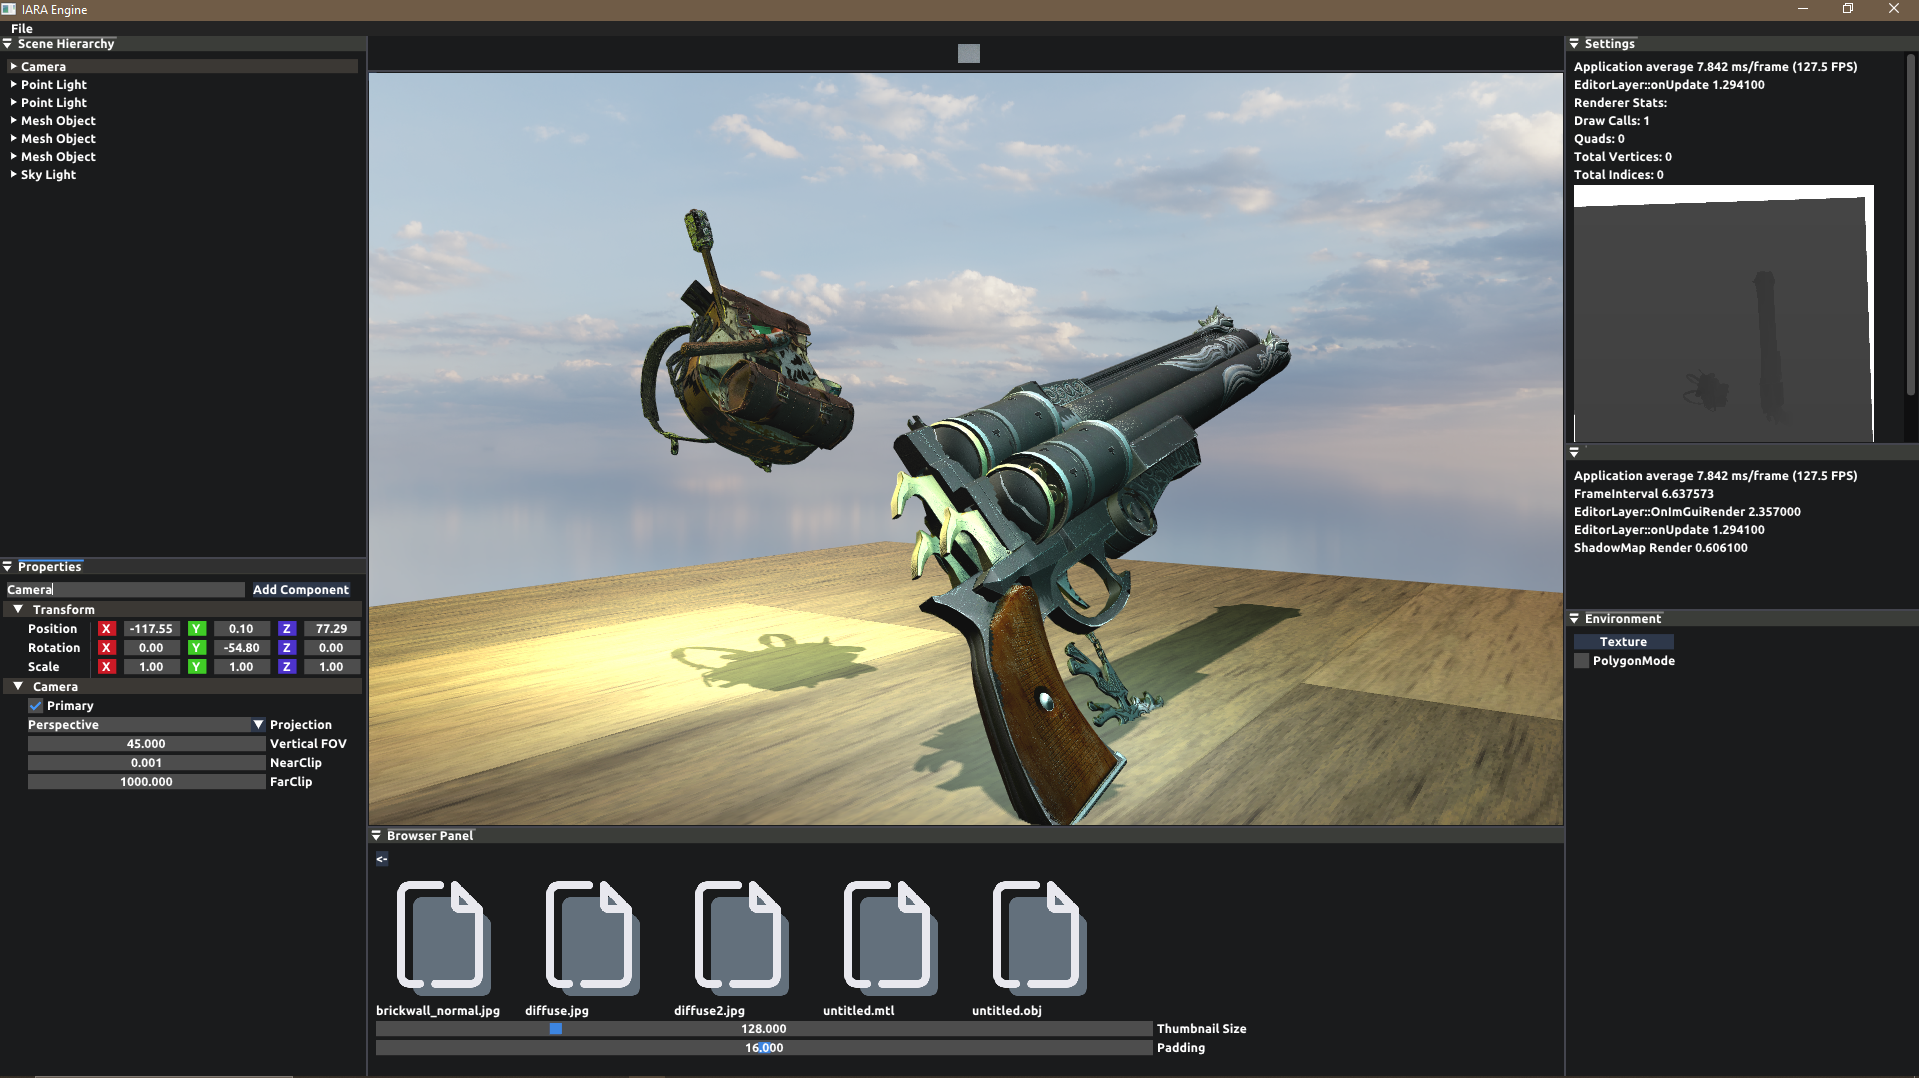 IARA Engine
File
Scene Hierarchy
Camera
Point Light
Point Light
Mesh Object
Mesh Object
Mesh Object
Sky Light
Properties
Camera
Add Component
Transform
Position X -117.55 Y 0.10 Z 77.29
Rotation X 0.00 Y -54.80 Z 0.00
Scale X 1.00 Y 1.00 Z 1.00
Camera
Primary
Perspective Projection
45.000 Vertical FOV
0.001 NearClip
1000.000 FarClip
Browser Panel
<-
brickwall_normal.jpg
diffuse.jpg
diffuse2.jpg
untitled.mtl
untitled.obj
128.000 Thumbnail Size
16.000 Padding
Settings
Application average 7.842 ms/frame (127.5 FPS)
EditorLayer::onUpdate 1.294100
Renderer Stats:
Draw Calls: 1
Quads: 0
Total Vertices: 0
Total Indices: 0
Application average 7.842 ms/frame (127.5 FPS)
FrameInterval 6.637573
EditorLayer::OnImGuiRender 2.357000
EditorLayer::onUpdate 1.294100
ShadowMap Render 0.606100
Environment
Texture
PolygonMode